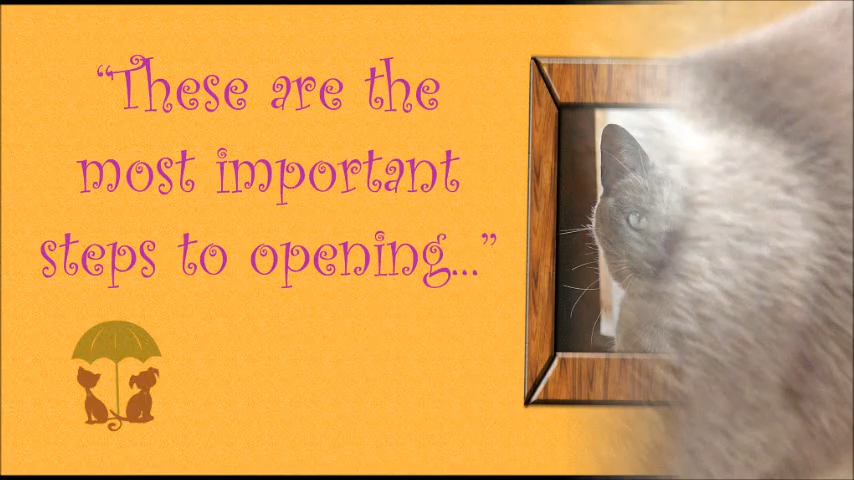 “These are the
most important
steps to opening...”